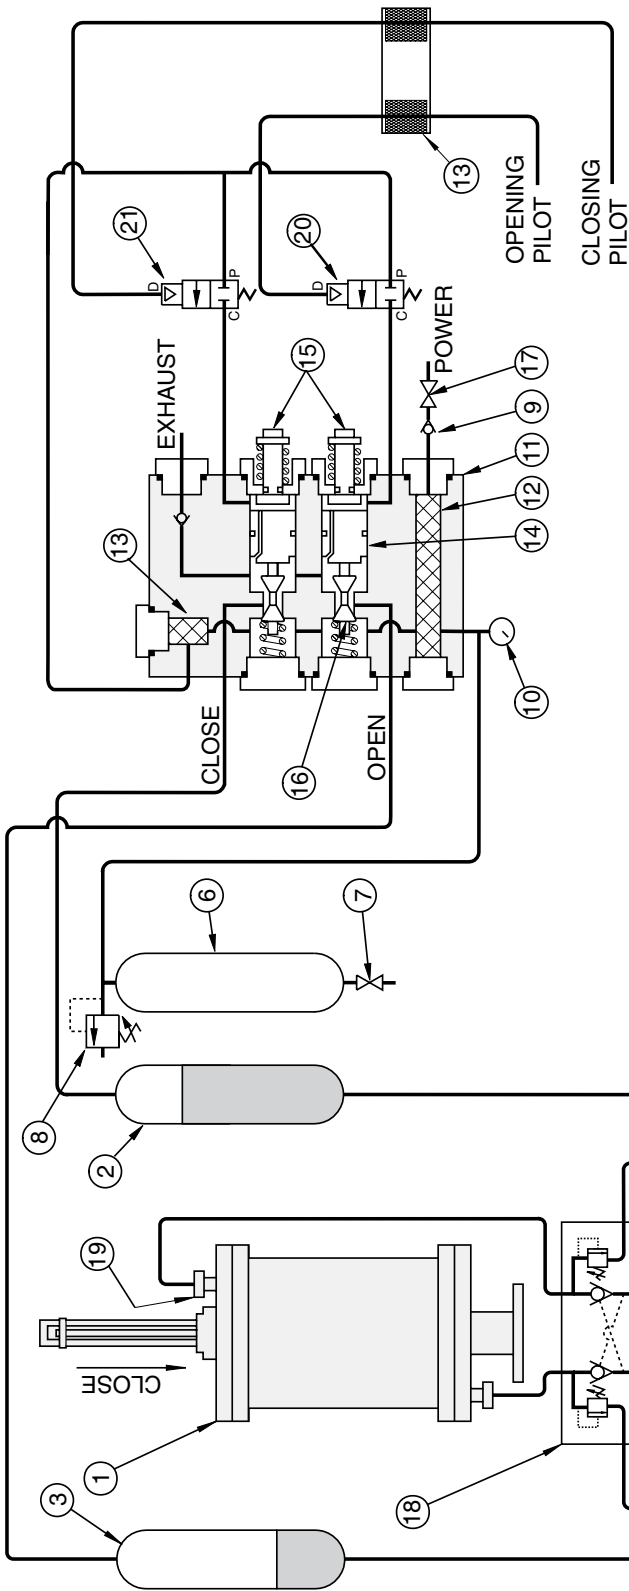 CLOSE
1
3
18
19
2
8
6
7
CLOSE
OPEN
16
10
13
EXHAUST
15
14
12
11
9
17
POWER
21
D
C
P
20
D
C
P
13
OPENING
PILOT
CLOSING
PILOT